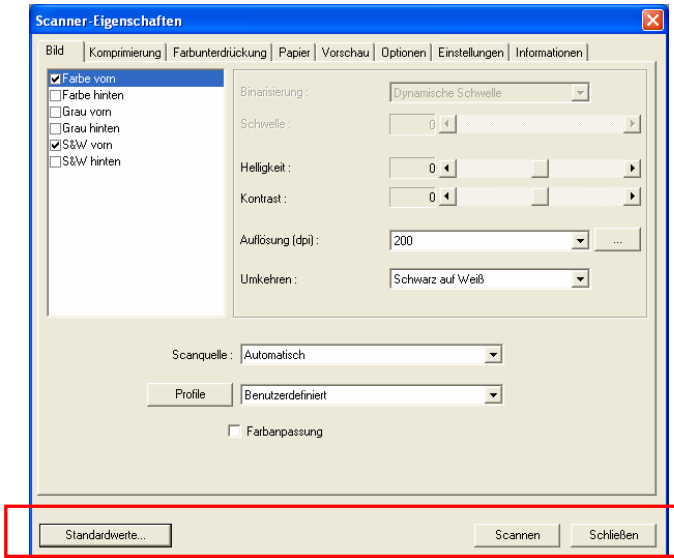 Scanner-Eigenschaften
Bild Komprimierung Farbunterdrückung Papier Vorschau Optionen Einstellungen Informationen
Farbe vorn
Farbe hinten
Grau vorn
Grau hinten
S&W vorn
S&W hinten
Binarisierung : Dynamische Schwelle
Schwelle : 0
Helligkeit : 0
Kontrast : 0
Auflösung (dpi) : 200 ...
Umkehren : Schwarz auf Weiß
Scanquelle : Automatisch
Profile Benutzerdefiniert
Farbanpassung
Standardwerte... Scannen Schließen